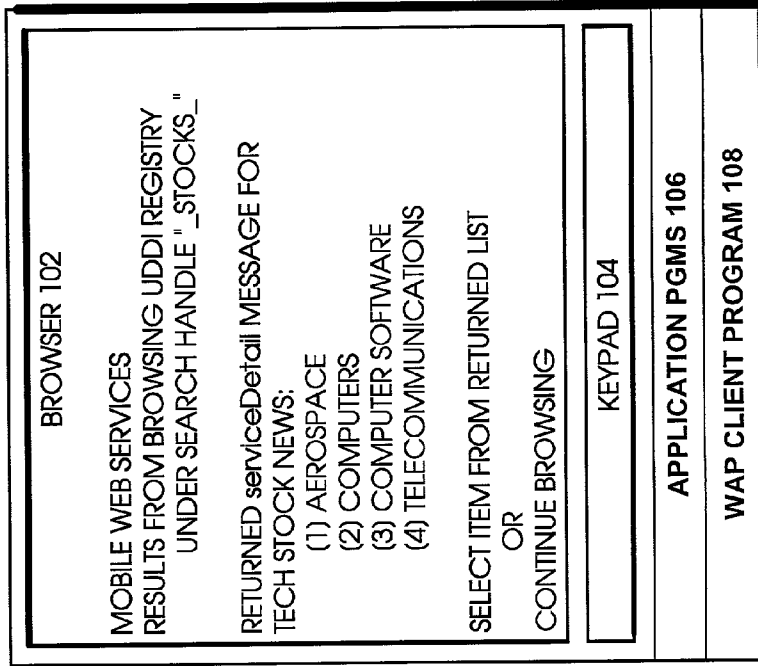 BROWSER 102
MOBILE WEB SERVICES
RESULTS FROM BROWSING UDDI REGISTRY
UNDER SEARCH HANDLE "_STOCKS_"
RETURNED serviceDetail MESSAGE FOR
TECH STOCK NEWS:
(1) AEROSPACE
(2) COMPUTERS
(3) COMPUTER SOFTWARE
(4) TELECOMMUNICATIONS
SELECT ITEM FROM RETURNED LIST
OR
CONTINUE BROWSING
KEYPAD 104
APPLICATION PGMS 106
WAP CLIENT PROGRAM 108